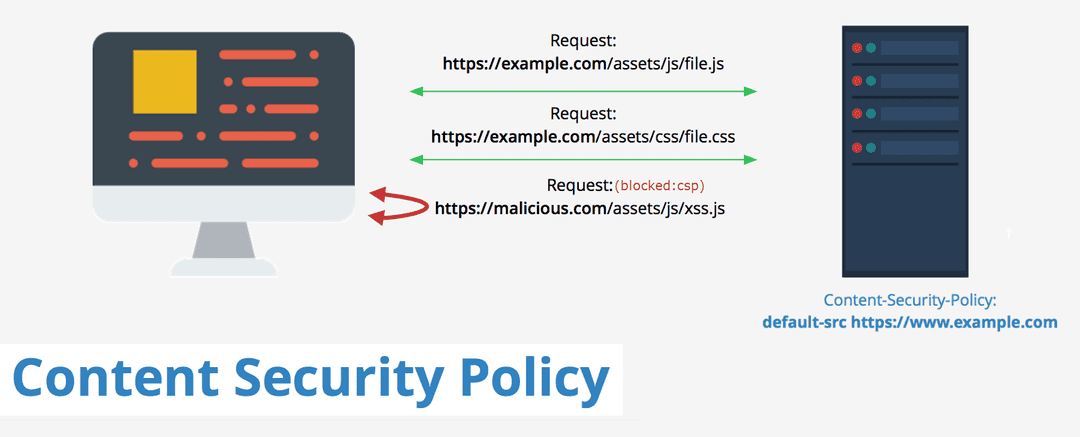 Request:
https://example.com/assets/js/file.js
Request:
https://example.com/assets/css/file.css
Request:(blocked:csp)
https://malicious.com/assets/js/xss.js
Content-Security-Policy:
default-src https://www.example.com
Content Security Policy